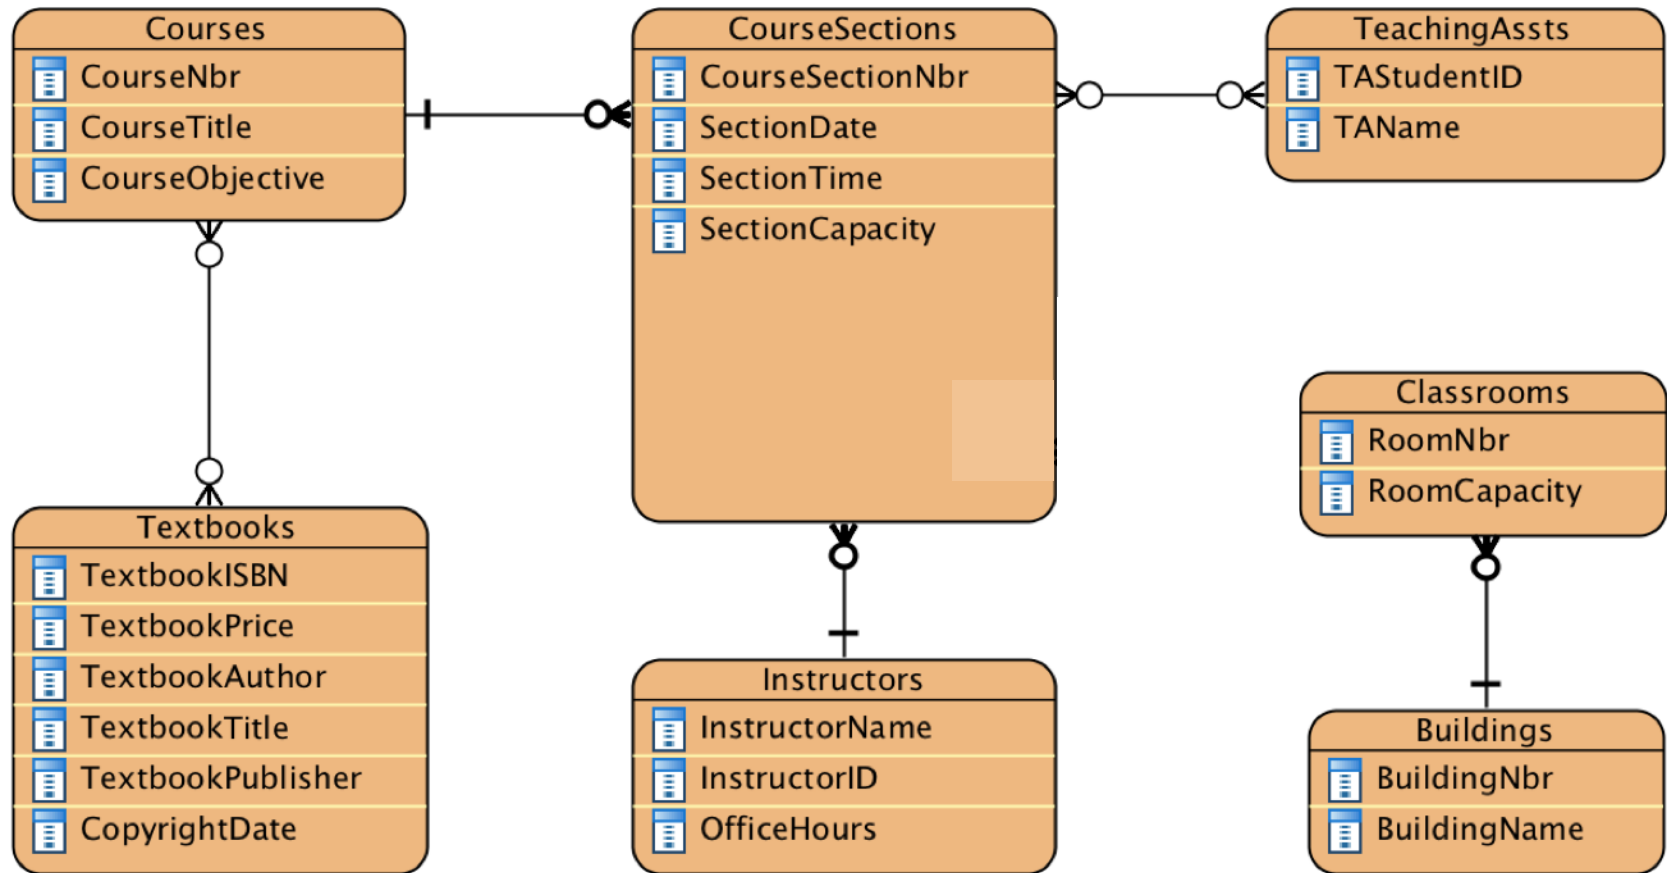 Courses
CourseNbr
CourseTitle
CourseObjective
CourseSections
CourseSectionNbr
SectionDate
SectionTime
SectionCapacity
TeachingAssts
TAStudentID
TAName
Classrooms
RoomNbr
RoomCapacity
Textbooks
TextbookISBN
TextbookPrice
TextbookAuthor
TextbookTitle
TextbookPublisher
CopyrightDate
Instructors
InstructorName
InstructorID
OfficeHours
Buildings
BuildingNbr
BuildingName